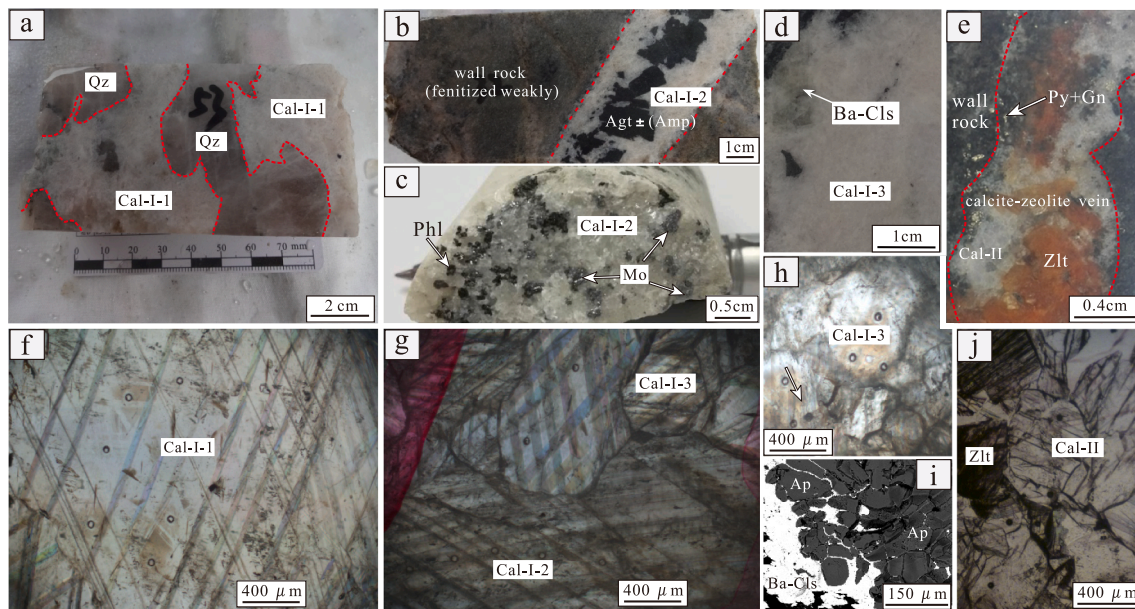 a
Qz
Cal-I-1
Qz
Cal-I-1
0 10 20 30 40 50 60 70 mm
2 cm
b
wall rock
(fenitized weakly)
Cal-I-2
Agt ± (Amp)
1cm
c
Phl
Cal-I-2
Mo
0.5cm
d
Ba-Cls
Cal-I-3
1cm
e
wall
rock
Py+Gn
calcite-zeolite vein
Cal-II
Zlt
0.4cm
f
Cal-I-1
400 μm
g
Cal-I-3
Cal-I-2
400 μm
h
Cal-I-3
400 μm
i
Ap
Ap
Ba-Cls
150 μm
j
Cal-II
Zlt
400 μm